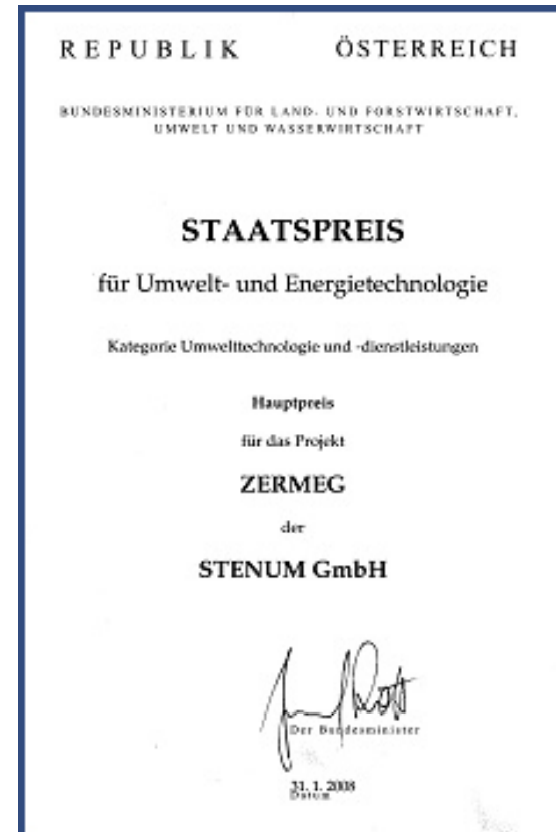 REPUBLIK ÖSTERREICH
BUNDESMINISTERIUM FÜR LAND- UND FORSTWIRTSCHAFT,
UMWELT UND WASSERWIRTSCHAFT
STAATSPREIS
für Umwelt- und Energietechnologie
Kategorie Umwelttechnologie und -dienstleistungen
Hauptpreis
für das Projekt
ZERMEG
der
STENUM GmbH
Der Bundesminister
31. 1. 2008
Datum